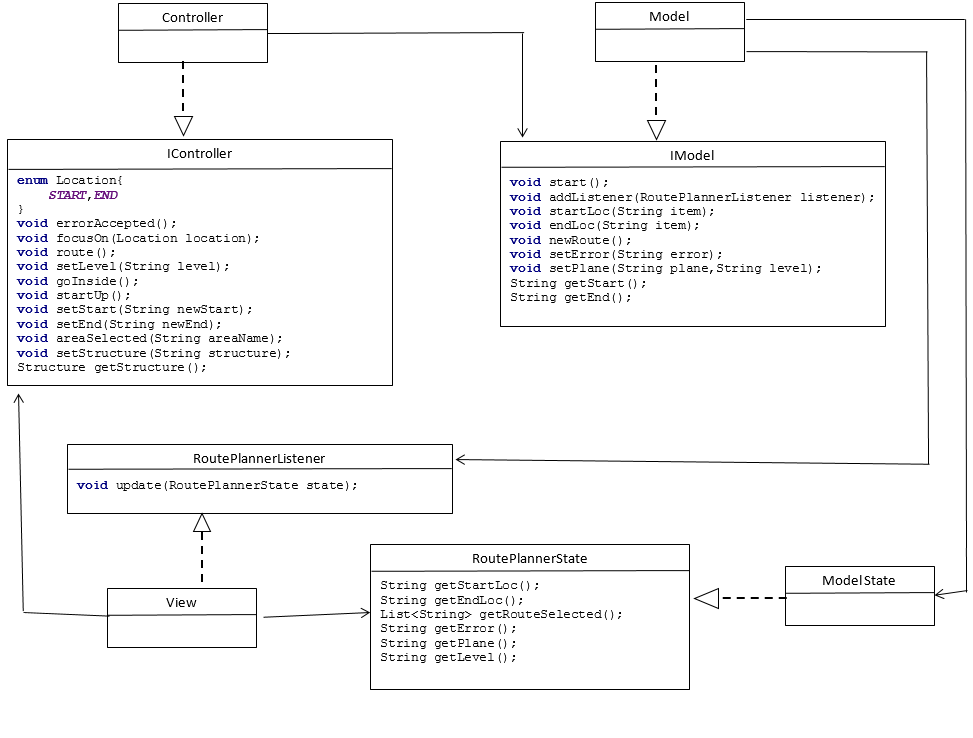 Controller
Model
IController
enum Location{
START,END
}
void errorAccepted();
void focusOn(Location location);
void route();
void setLevel(String level);
void goInside();
void startUp();
void setStart(String newStart);
void setEnd(String newEnd);
void areaSelected(String areaName);
void setStructure(String structure);
Structure getStructure();
IModel
void start();
void addListener(RoutePlannerListener listener);
void startLoc(String item);
void endLoc(String item);
void newRoute();
void setError(String error);
void setPlane(String plane,String level);
String getStart();
String getEnd();
RoutePlannerListener
void update(RoutePlannerState state);
View
RoutePlannerState
String getStartLoc();
String getEndLoc();
List<String> getRouteSelected();
String getError();
String getPlane();
String getLevel();
ModelState